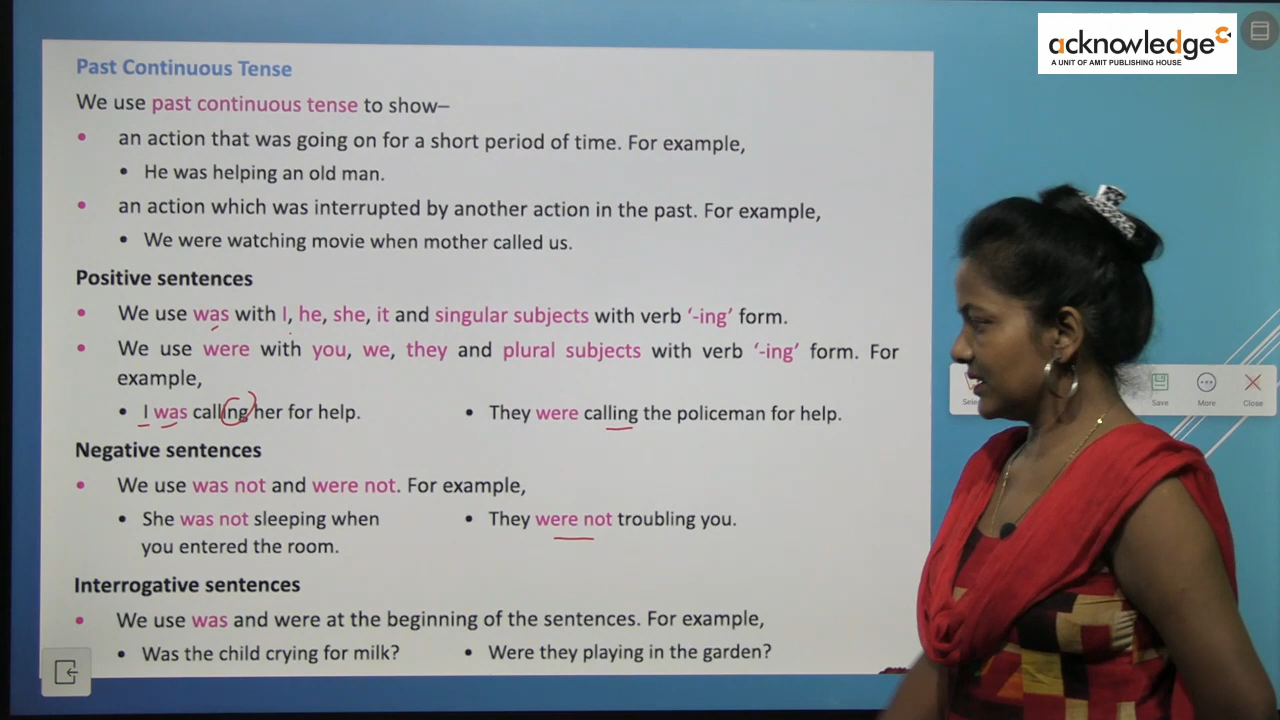 acknowledge
A UNIT OF AMIT PUBLISHING HOUSE
Past Continuous Tense
We use past continuous tense to show–
• an action that was going on for a short period of time. For example,
• He was helping an old man.
• an action which was interrupted by another action in the past. For example,
• We were watching movie when mother called us.
Positive sentences
• We use was with I, he, she, it and singular subjects with verb ‘-ing’ form.
• We use were with you, we, they and plural subjects with verb ‘-ing’ form. For
example,
• I was calling her for help. • They were calling the policeman for help.
Negative sentences
• We use was not and were not. For example,
• She was not sleeping when • They were not troubling you.
you entered the room.
Interrogative sentences
• We use was and were at the beginning of the sentences. For example,
• Was the child crying for milk? • Were they playing in the garden?
Save More Close